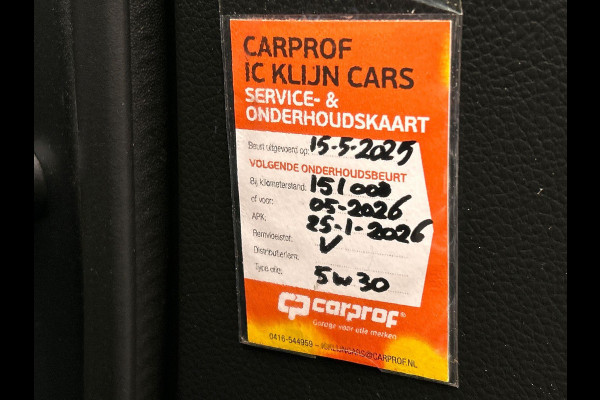 CARPROF
IC KLIJN CARS
SERVICE- &
ONDERHOUDSKAART
Beurt uitgevoerd op: 15-5-2025
VOLGENDE ONDERHOUDSBEURT
Bij kilometerstand: 151000
of voor: 05-2026
APK: 25-1-2026
Remvloeistof: V
Distributieriem:
Type olie: 5w30
carprof®
Garage voor alle merken
0416-544959 -